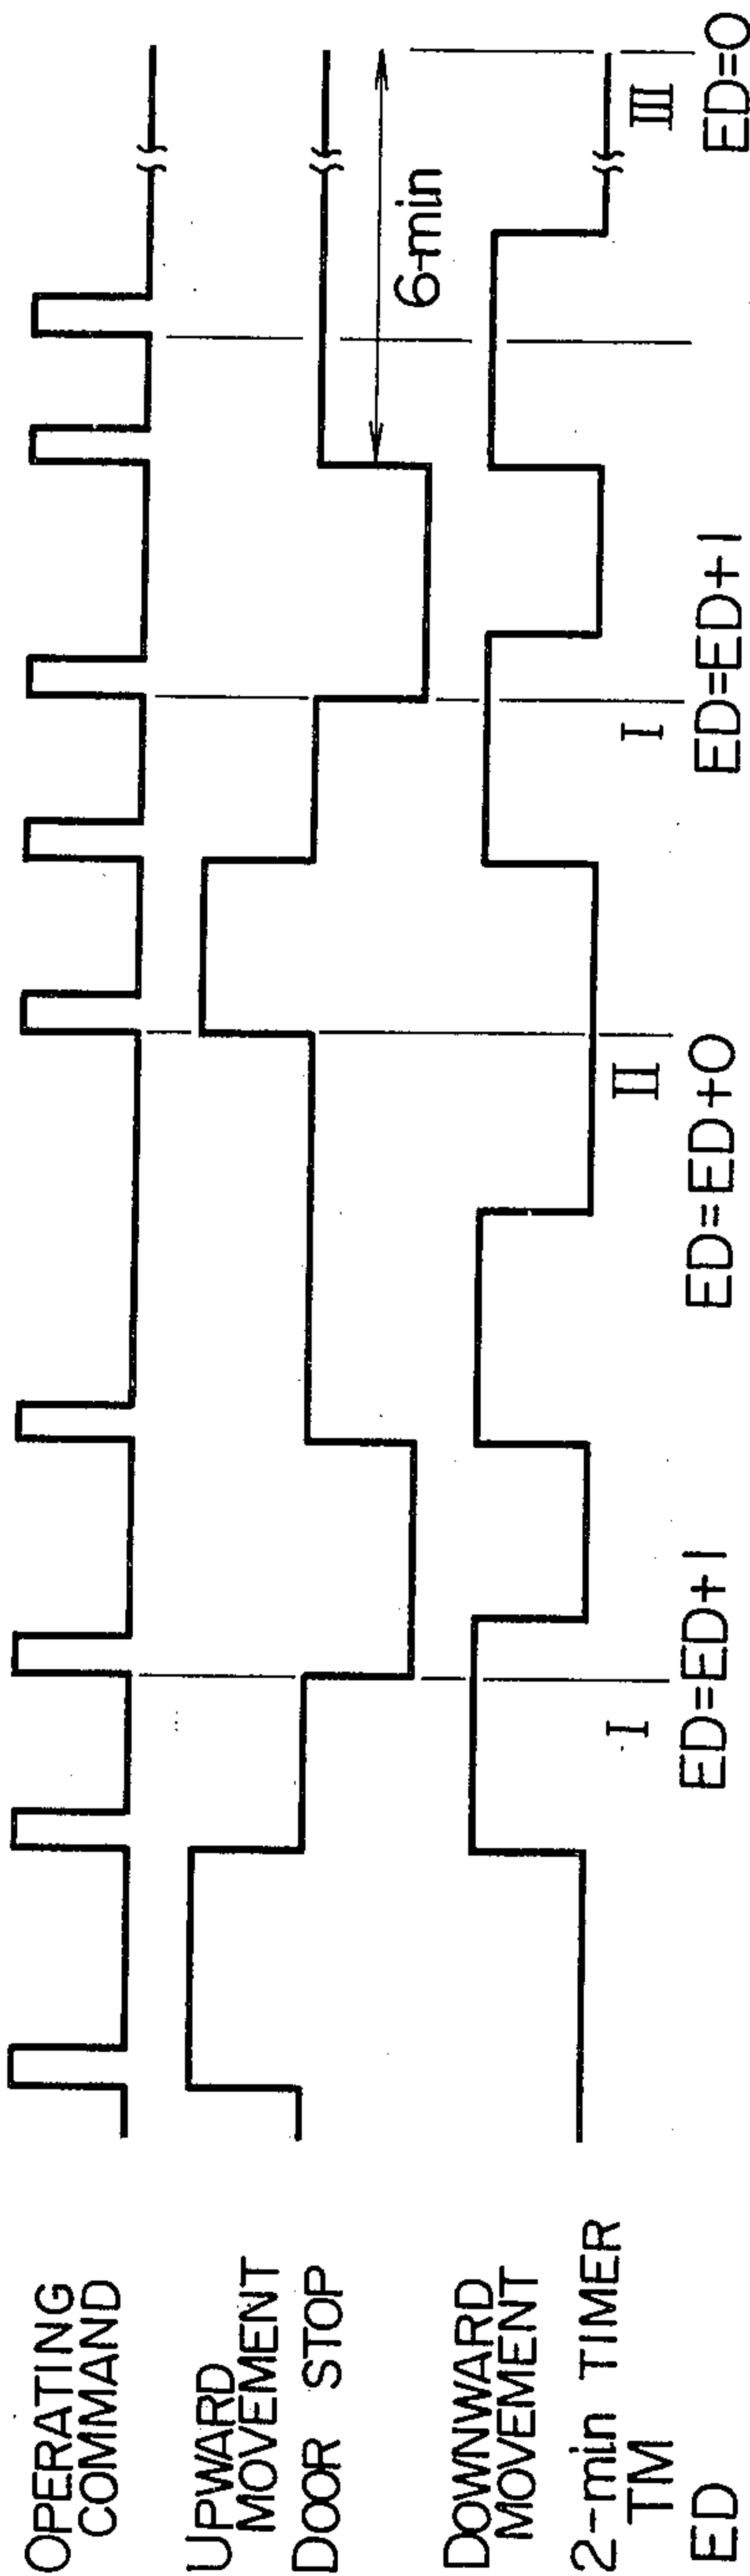 OPERATING
COMMAND
UPWARD
MOVEMENT
DOOR STOP
DOWNWARD
MOVEMENT
2-min TIMER
TM
ED
6-min
I
II
I
III
ED=ED+1
ED=ED+0
ED=ED+1
ED=0